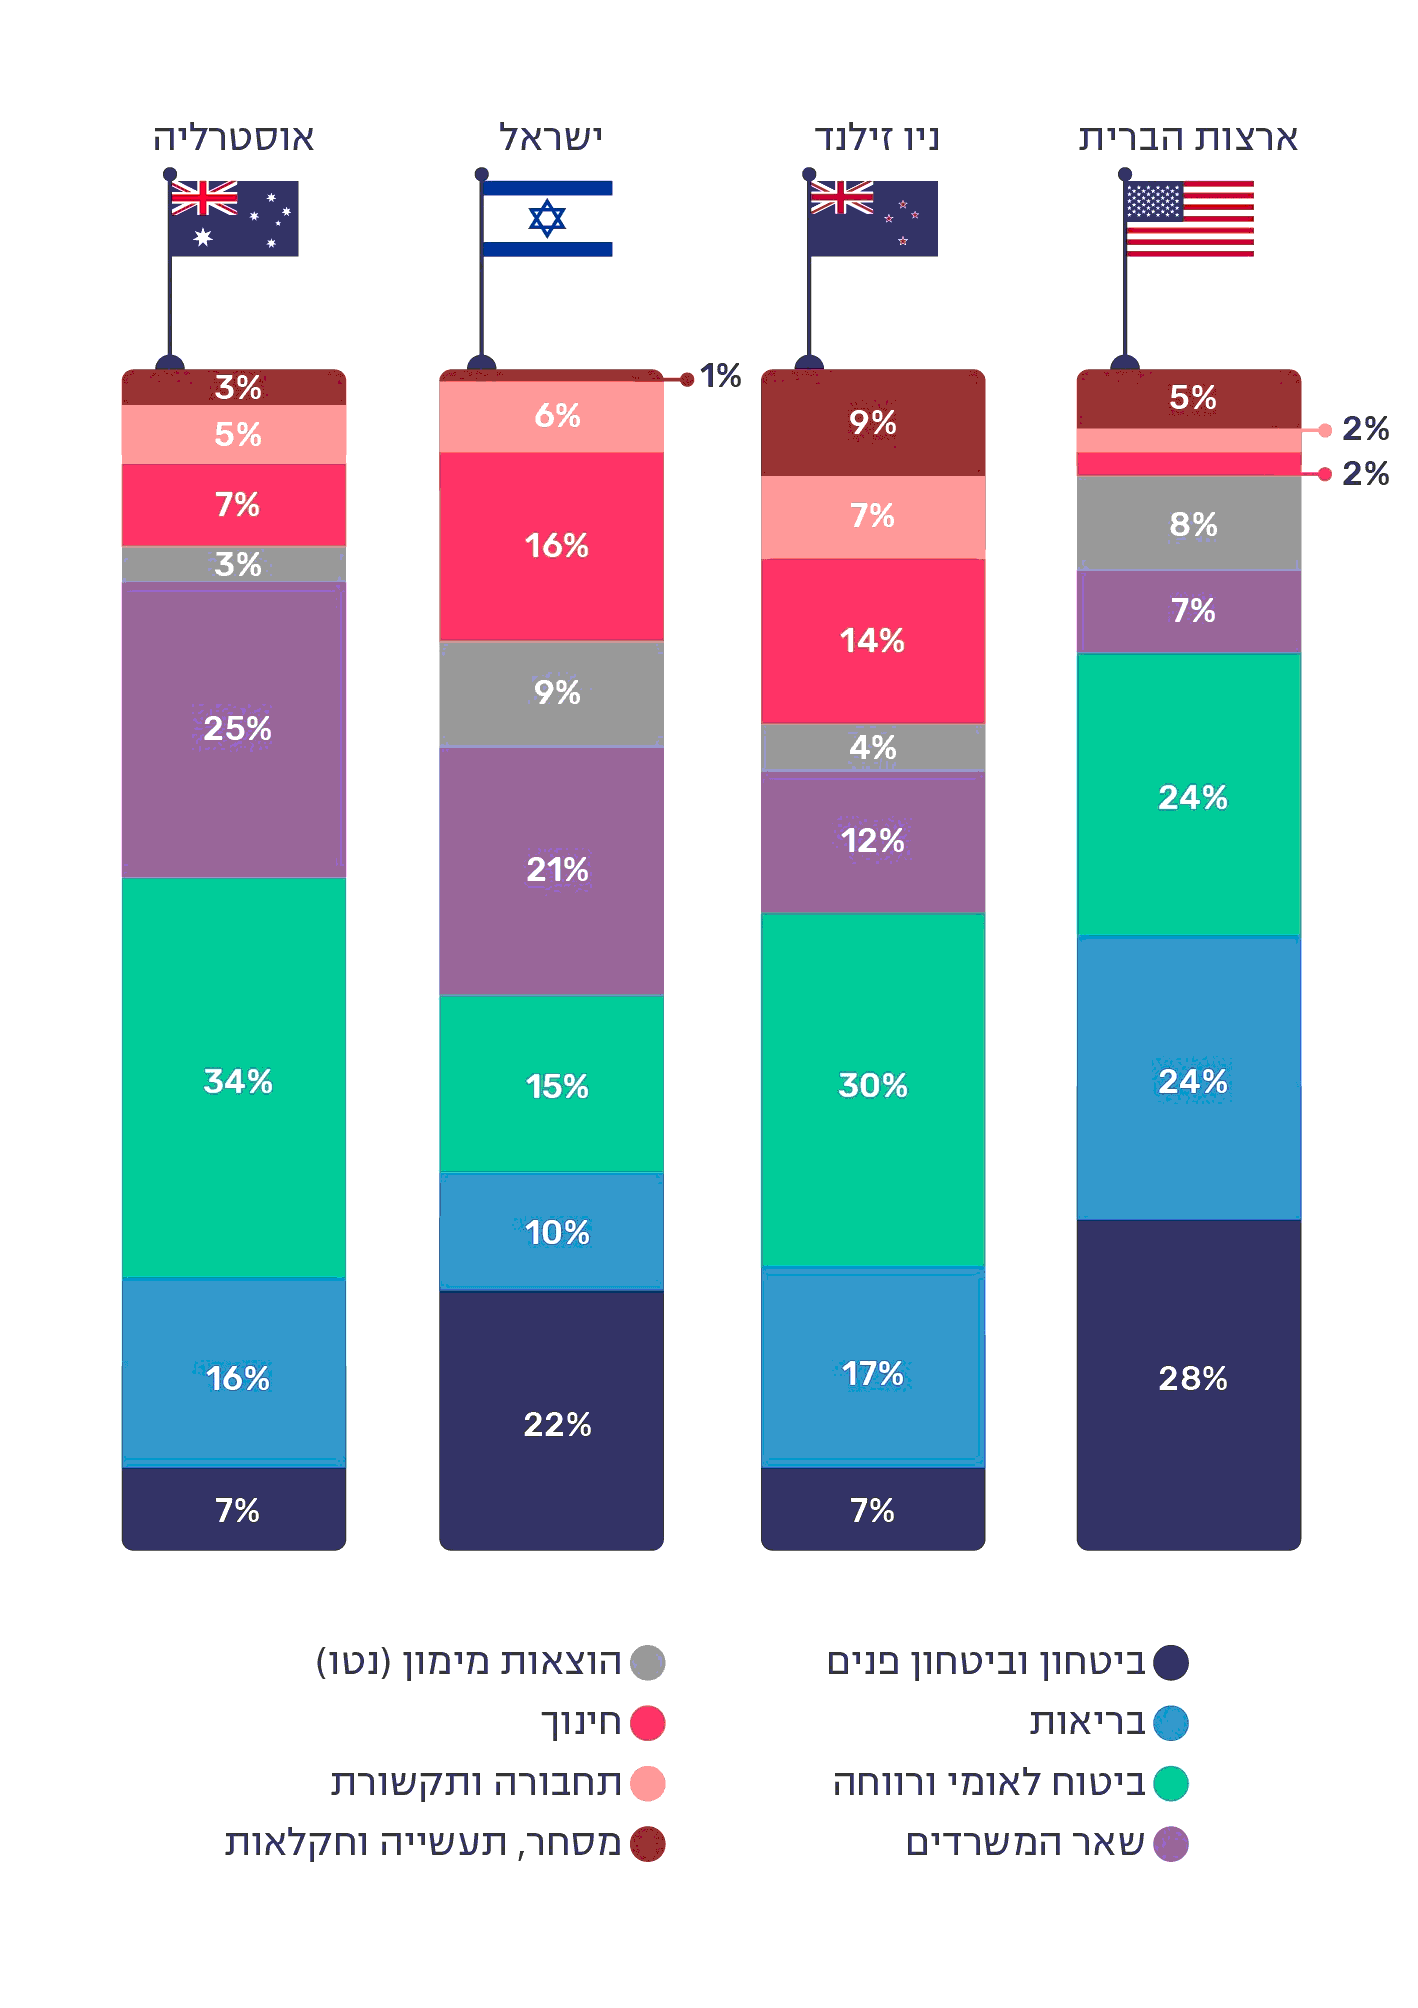 ארצות הברית
ניו זילנד
ישראל
אוסטרליה
5%
2%
2%
8%
7%
24%
24%
28%
9%
7%
14%
4%
12%
30%
17%
7%
1%
6%
16%
9%
21%
15%
10%
22%
3%
5%
7%
3%
25%
34%
16%
7%
ביטחון וביטחון פנים
בריאות
ביטוח לאומי ורווחה
שאר המשרדים
הוצאות מימון (נטו)
חינוך
תחבורה ותקשורת
מסחר, תעשייה וחקלאות